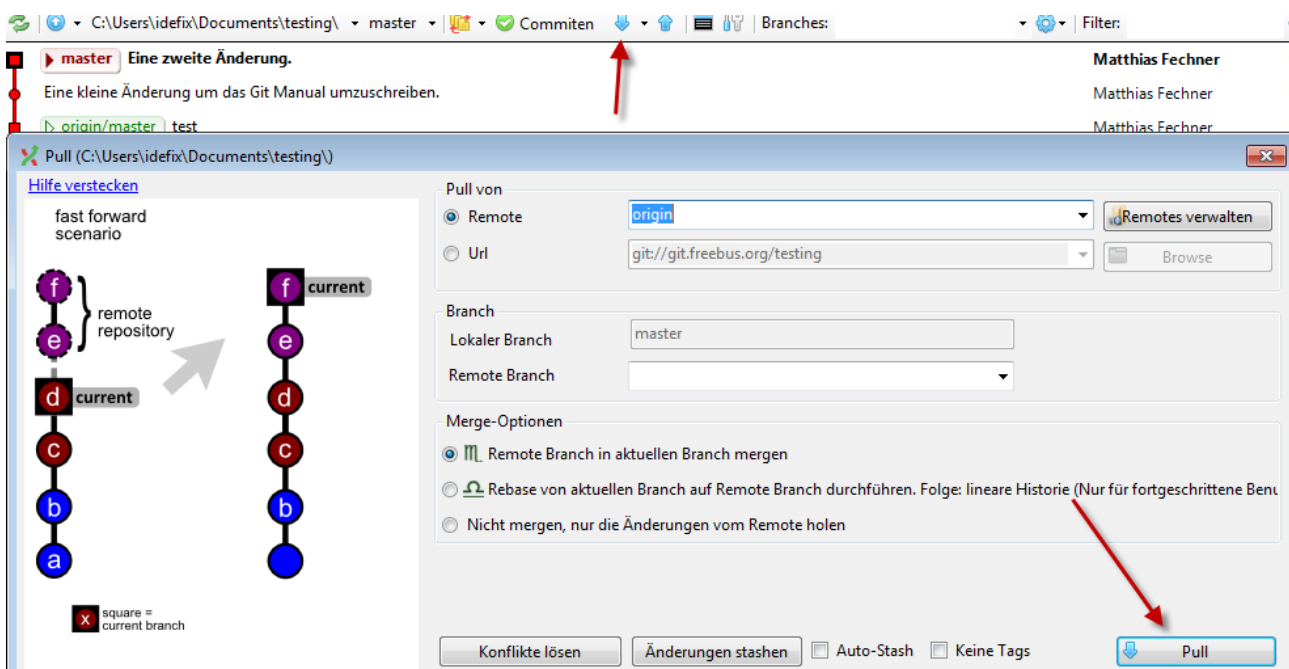 C:\Users\idefix\Documents\testing\ master Commiten Branches: Filter:
master Eine zweite Änderung. Matthias Fechner
Eine kleine Änderung um das Git Manual umzuschreiben. Matthias Fechner
origin/master test Matthias Fechner
Pull (C:\Users\idefix\Documents\testing\)
Hilfe verstecken
fast forward
scenario
f
e
remote
repository
d current
c
b
a
f current
e
d
c
b
x square =
current branch
Pull von
Remote origin Remotes verwalten
Url git://git.freebus.org/testing Browse
Branch
Lokaler Branch master
Remote Branch
Merge-Optionen
Remote Branch in aktuellen Branch mergen
Rebase von aktuellen Branch auf Remote Branch durchführen. Folge: lineare Historie (Nur für fortgeschrittene Benu
Nicht mergen, nur die Änderungen vom Remote holen
Konflikte lösen Änderungen stashen Auto-Stash Keine Tags Pull